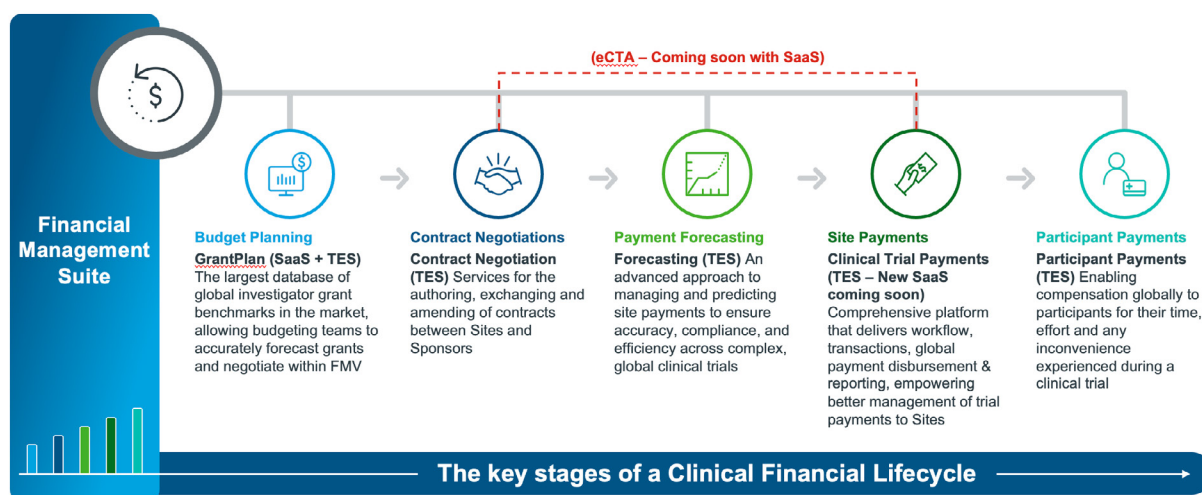 (eCTA – Coming soon with SaaS)
$
$
Financial
Management
Suite
Budget Planning
GrantPlan (SaaS + TES)
The largest database of
global investigator grant
benchmarks in the market,
allowing budgeting teams to
accurately forecast grants
and negotiate within FMV
Contract Negotiations
Contract Negotiation
(TES) Services for the
authoring, exchanging and
amending of contracts
between Sites and
Sponsors
Payment Forecasting
Forecasting (TES) An
advanced approach to
managing and predicting
site payments to ensure
accuracy, compliance, and
efficiency across complex,
global clinical trials
Site Payments
Clinical Trial Payments
(TES – New SaaS
coming soon)
Comprehensive platform
that delivers workflow,
transactions, global
payment disbursement &
reporting, empowering
better management of trial
payments to Sites
Participant Payments
Participant Payments
(TES) Enabling
compensation globally to
participants for their time,
effort and any
inconvenience
experienced during a
clinical trial
The key stages of a Clinical Financial Lifecycle